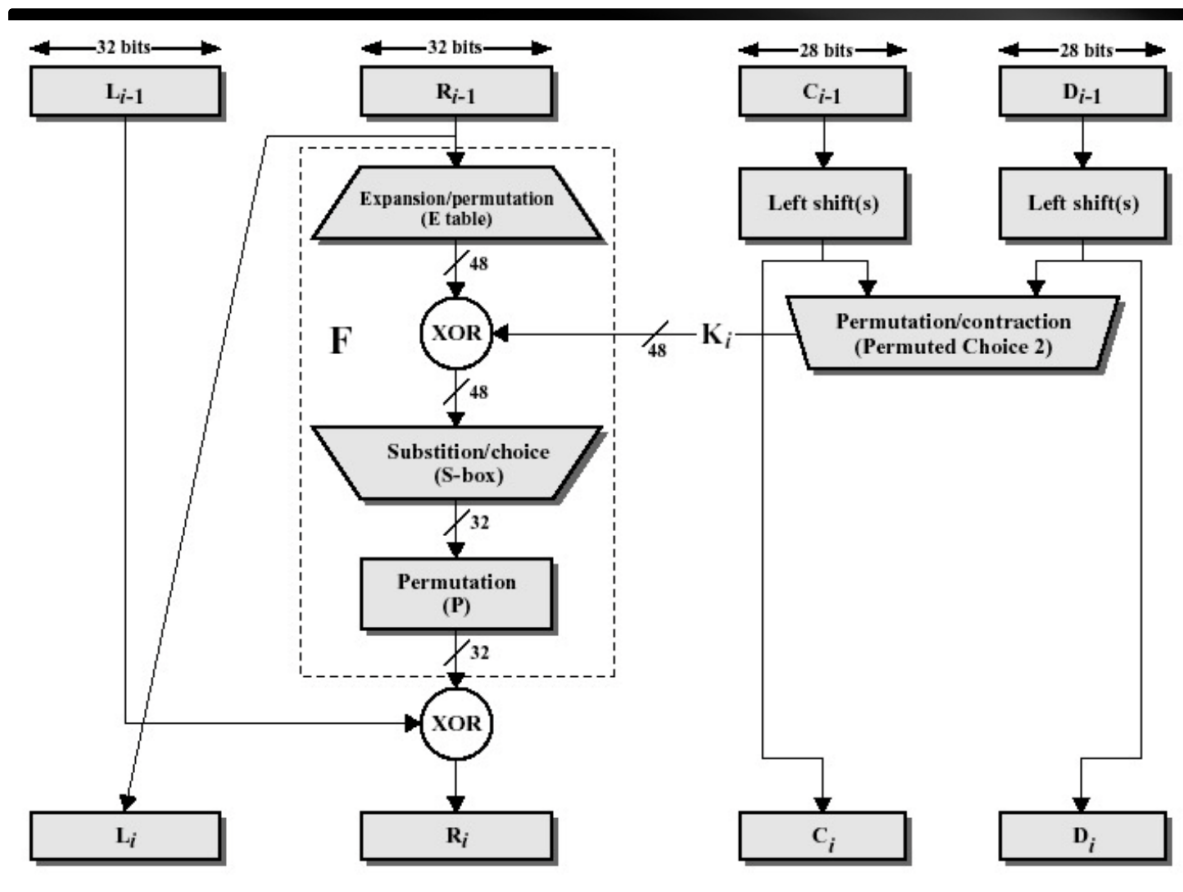 32 bits
32 bits
28 bits
28 bits
Li-1
Ri-1
Ci-1
Di-1
Expansion/permutation
(E table)
Left shift(s)
Left shift(s)
48
F
XOR
48
Ki
Permutation/contraction
(Permuted Choice 2)
48
Substition/choice
(S-box)
32
Permutation
(P)
32
XOR
Li
Ri
Ci
Di